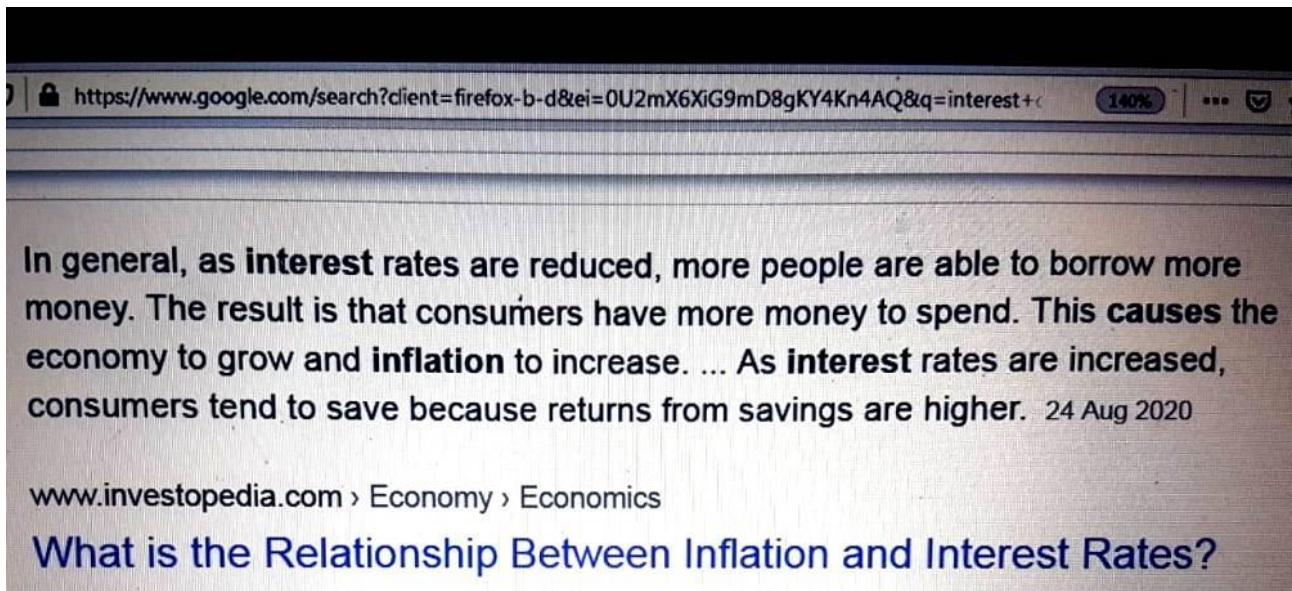 https://www.google.com/search?client=firefox-b-d&ei=0U2mX6XiG9mD8gKY4Kn4AQ&q=interest+ 140%
In general, as interest rates are reduced, more people are able to borrow more
money. The result is that consumers have more money to spend. This causes the
economy to grow and inflation to increase. ... As interest rates are increased,
consumers tend to save because returns from savings are higher. 24 Aug 2020
www.investopedia.com › Economy › Economics
What is the Relationship Between Inflation and Interest Rates?